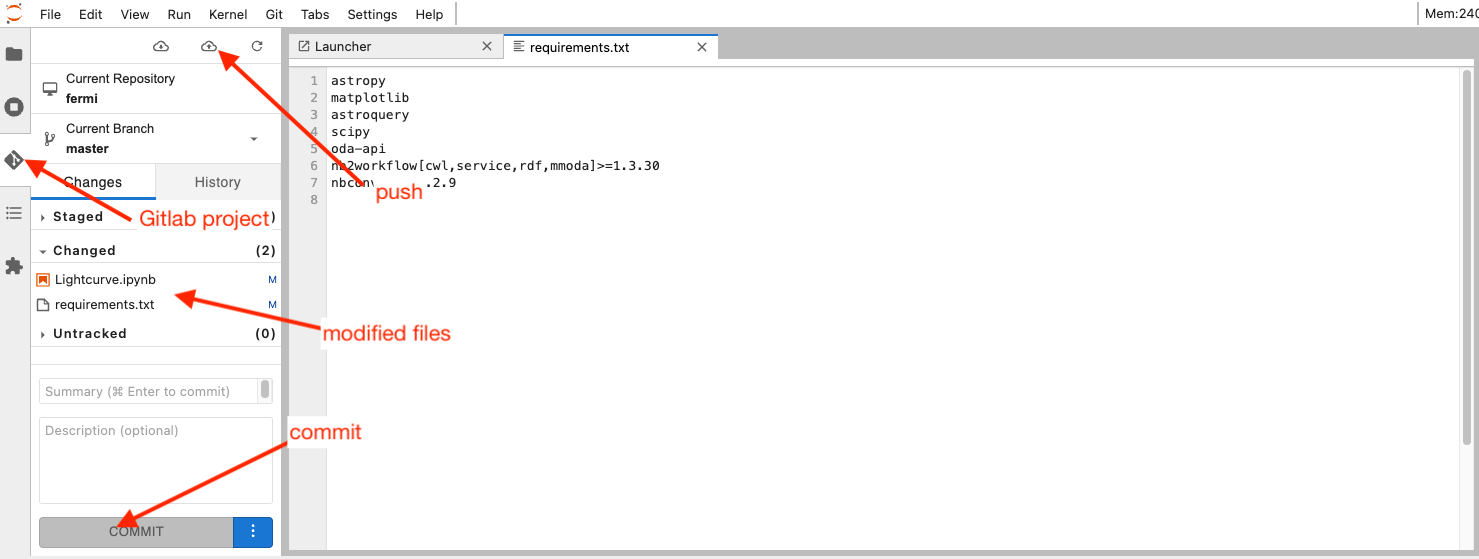 File Edit View Run Kernel Git Tabs Settings Help
Mem:240
Launcher
requirements.txt
Current Repository
fermi
Current Branch
master
Changes
History
Staged )
Changed (2)
Lightcurve.ipynb M
requirements.txt M
Untracked (0)
Summary (⌘ Enter to commit)
Description (optional)
COMMIT
1 astropy
2 matplotlib
3 astroquery
4 scipy
5 oda-api
6 nb2workflow[cwl,service,rdf,mmoda]>=1.3.30
7 .2.9
8
push
Gitlab project
modified files
commit